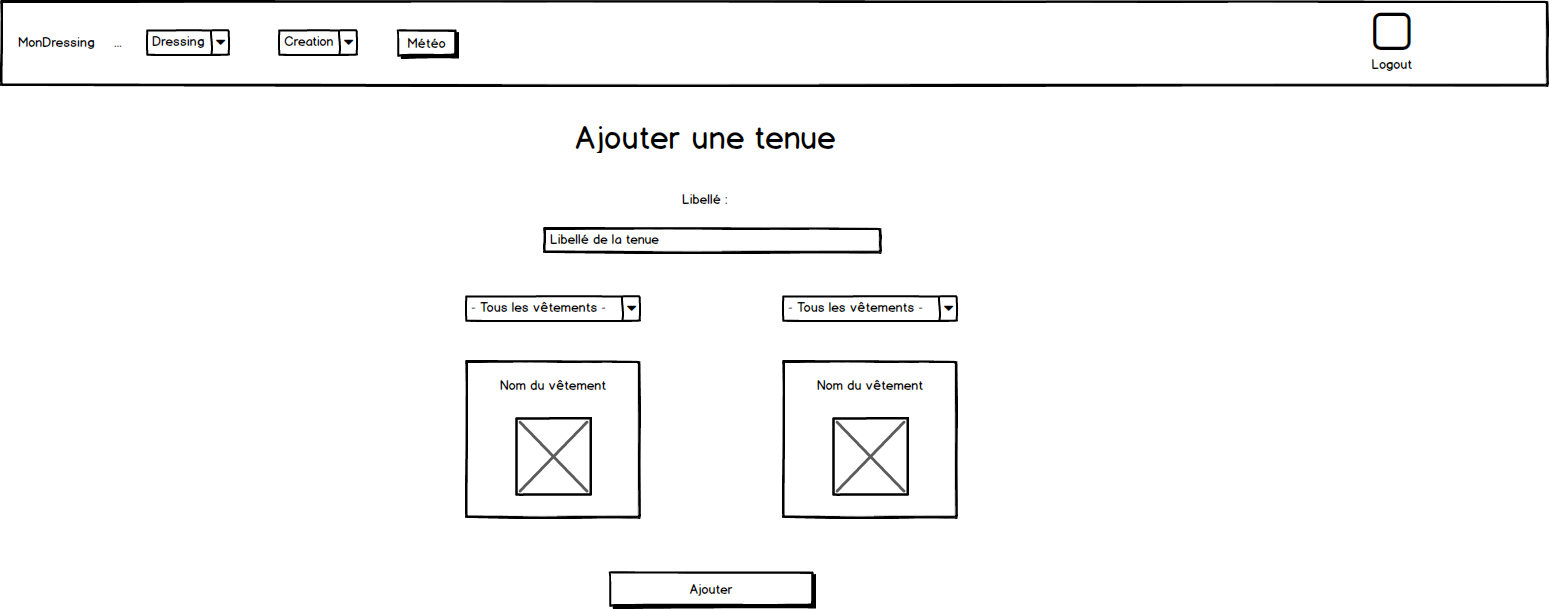 MonDressing ... Dressing Creation Météo
Logout
Ajouter une tenue
Libellé :
Libellé de la tenue
- Tous les vêtements - - Tous les vêtements -
Nom du vêtement Nom du vêtement
Ajouter